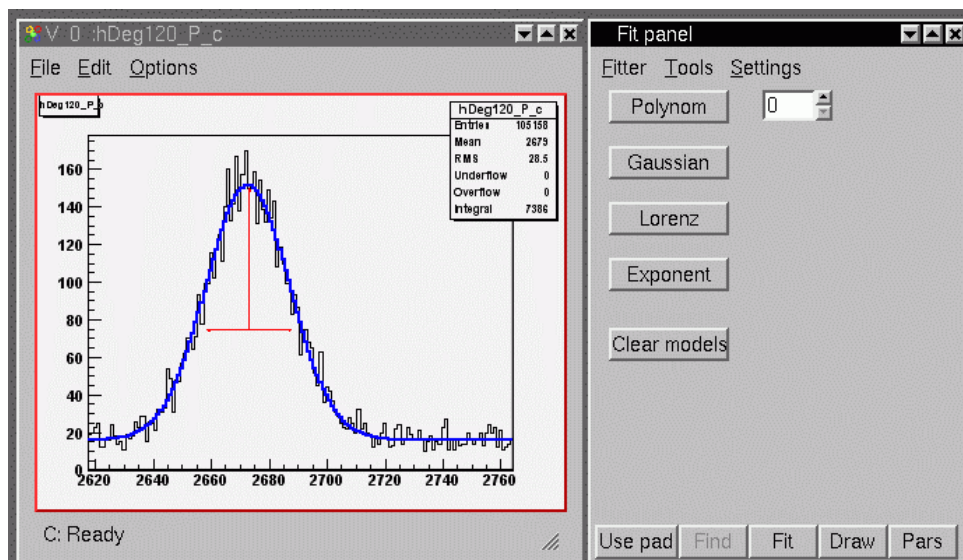 V 0 :hDeg120_P_c
File Edit Options
hDeg120_P_c
hDeg120_P_c
Entries 105158
Mean 2679
RMS 28.5
Underflow 0
Overflow 0
Integral 7386
160
140
120
100
80
60
40
20
0
2620 2640 2660 2680 2700 2720 2740 2760
C: Ready
Fit panel
Fitter Tools Settings
Polynom 0
Gaussian
Lorenz
Exponent
Clear models
Use pad Find Fit Draw Pars